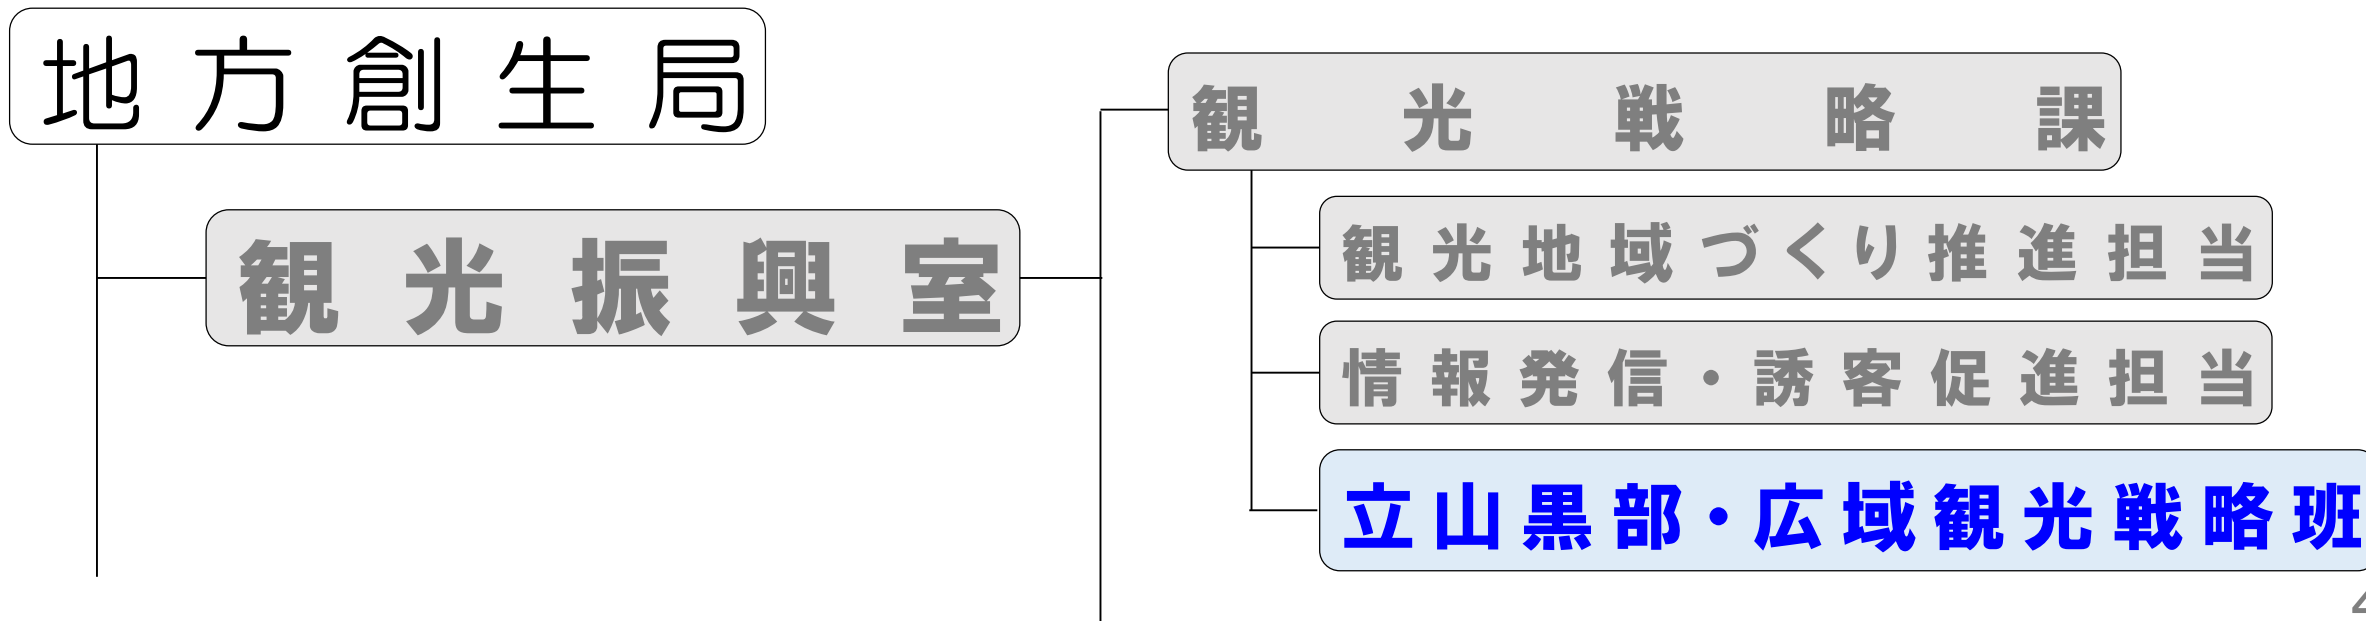 地方創生局
観光戦略課
観光地域づくり推進担当
観光振興室
情報発信・誘客促進担当
立山黒部・広域観光戦略班